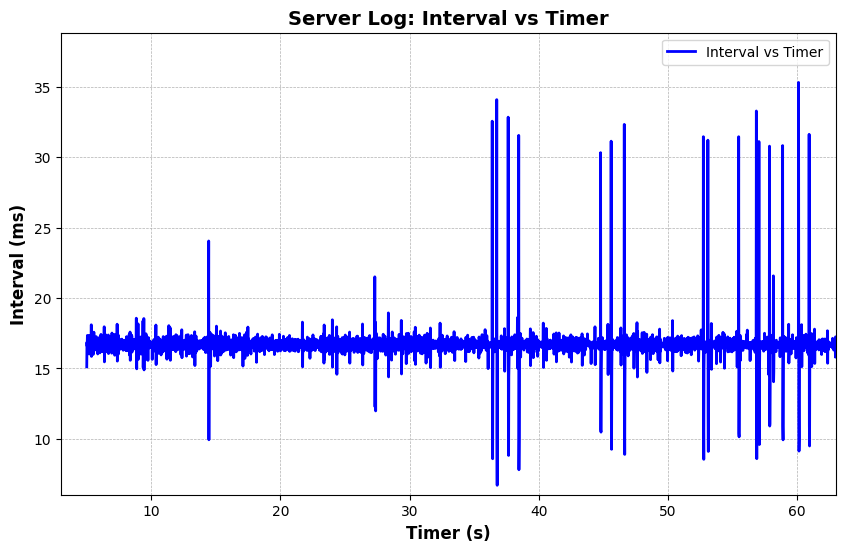 Server Log: Interval vs Timer
Interval vs Timer
35
30
25
20
15
10
Interval (ms)
10 20 30 40 50 60
Timer (s)